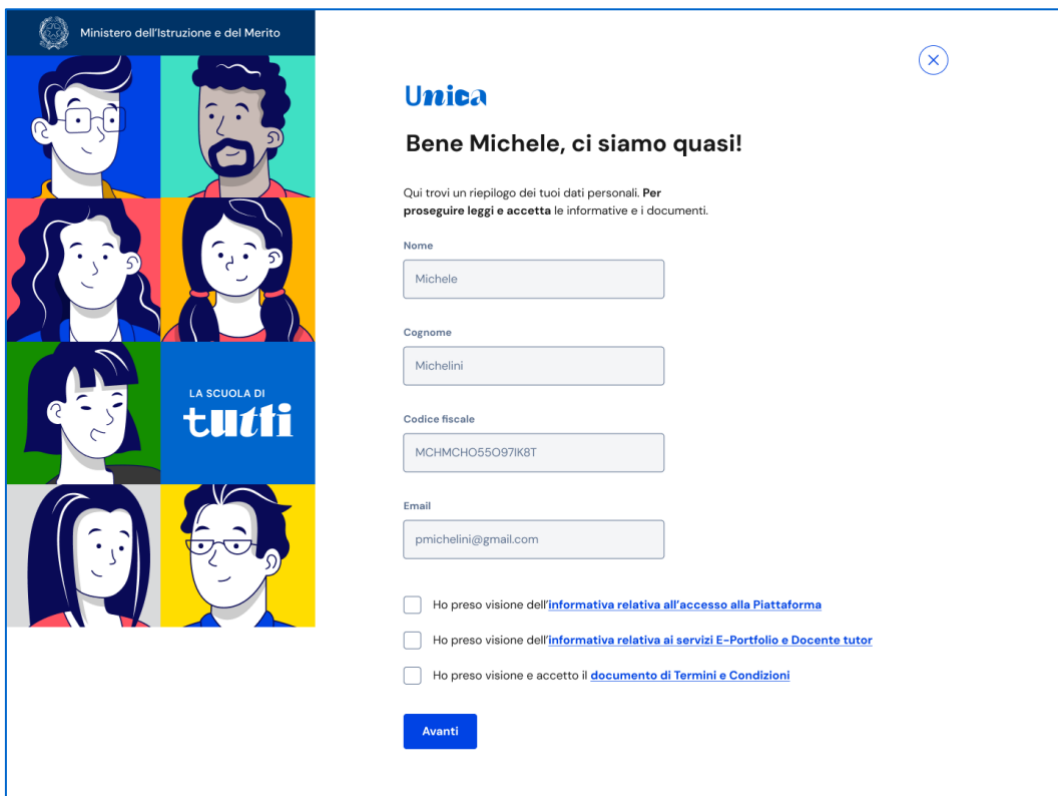 Ministero dell'Istruzione e del Merito
LA SCUOLA DI
tutti
Unica
Bene Michele, ci siamo quasi!
Qui trovi un riepilogo dei tuoi dati personali. Per
proseguire leggi e accetta le informative e i documenti.
Nome
Michele
Cognome
Michelini
Codice fiscale
MCHMCHO55O97IK8T
Email
pmichelini@gmail.com
Ho preso visione dell'informativa relativa all'accesso alla Piattaforma
Ho preso visione dell'informativa relativa ai servizi E-Portfolio e Docente tutor
Ho preso visione e accetto il documento di Termini e Condizioni
Avanti